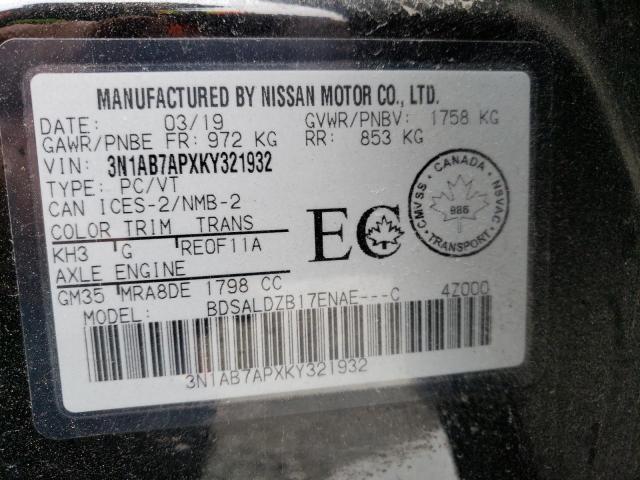 MANUFACTURED BY NISSAN MOTOR CO., LTD.
DATE: 03/19 GVWR/PNBV: 1758 KG
GAWR/PNBE FR: 972 KG RR: 853 KG
VIN: 3N1AB7APXKY321932
TYPE: PC/VT
CAN ICES-2/NMB-2
COLOR TRIM TRANS
KH3 G RE0F11A
AXLE ENGINE
GM35 MRA8DE 1798 CC
MODEL: BDSALDZB17ENAE---C 4Z000
3N1AB7APXKY321932
EC
CANADA
CMVSS NSVAC
986
TRANSPORT